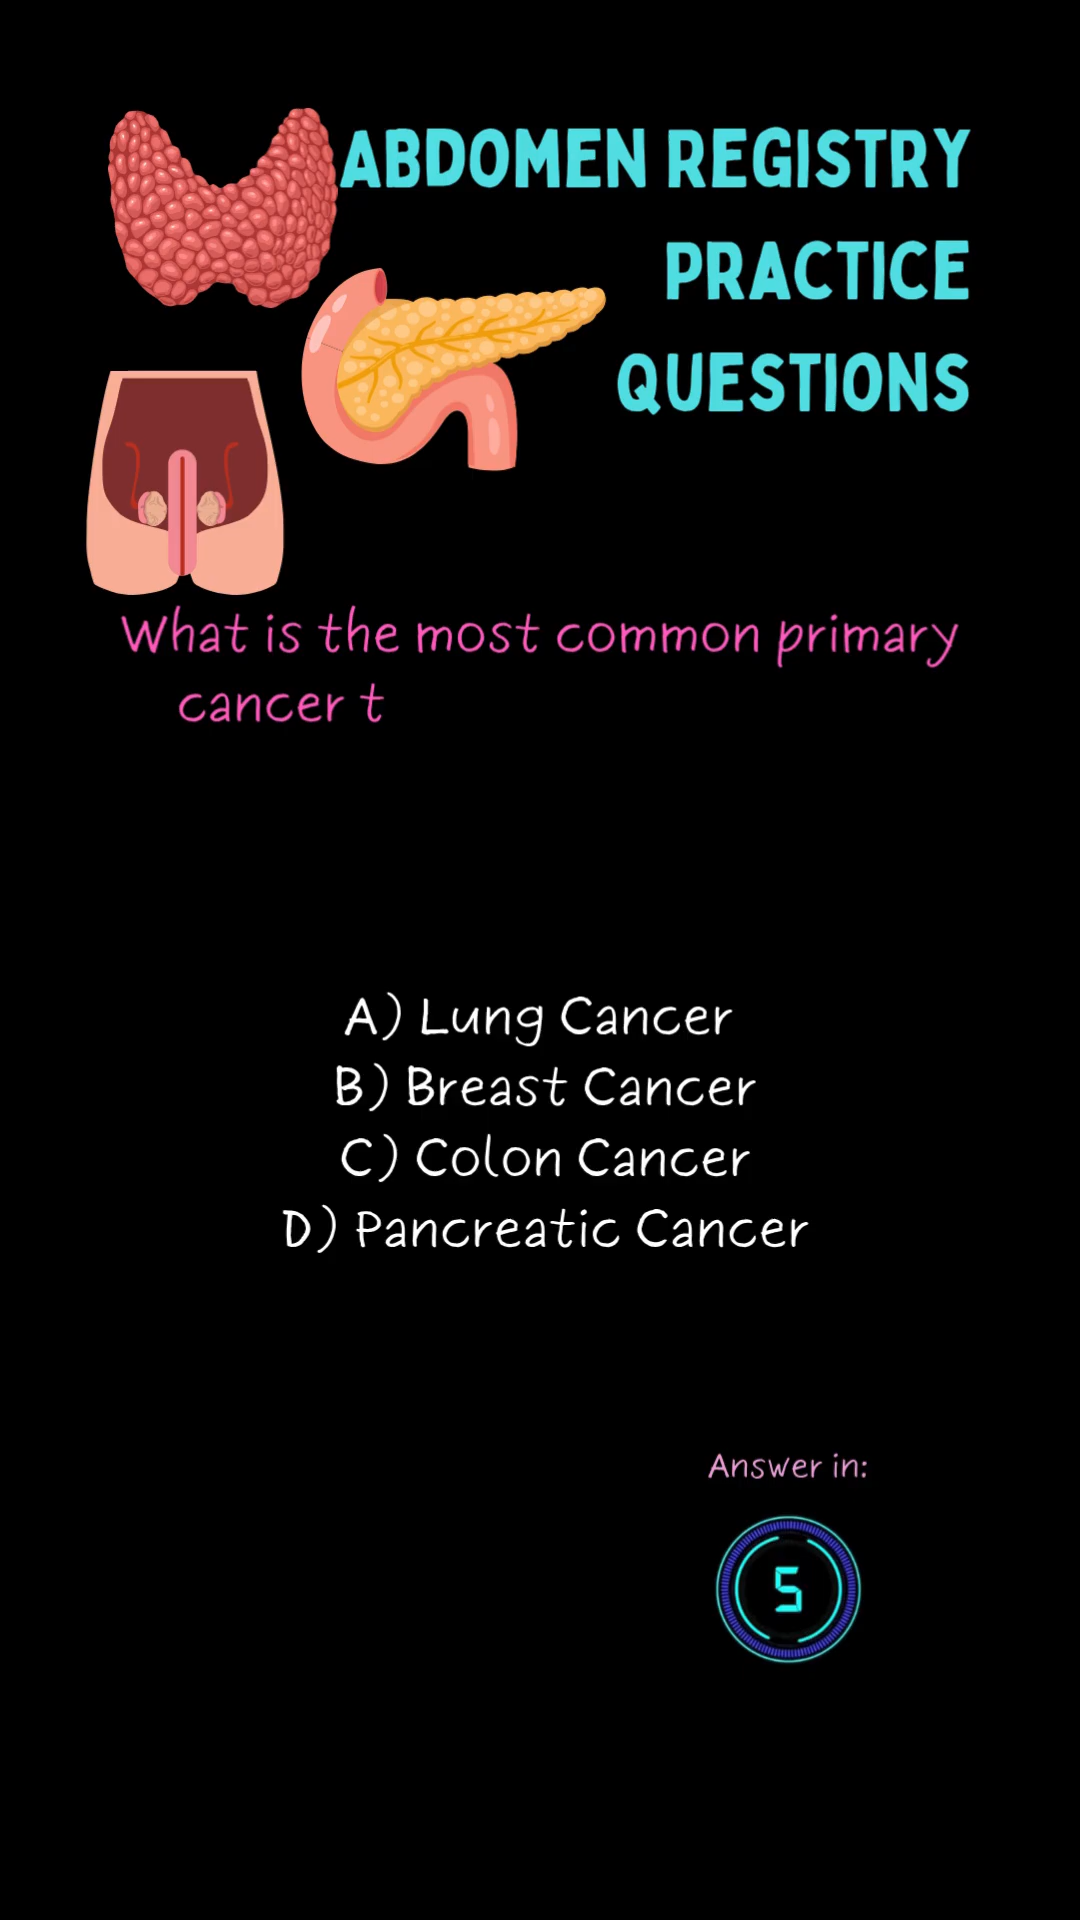 ABDOMEN REGISTRY
PRACTICE
QUESTIONS
What is the most common primary
cancer t
A) Lung Cancer
B) Breast Cancer
C) Colon Cancer
D) Pancreatic Cancer
Answer in:
5